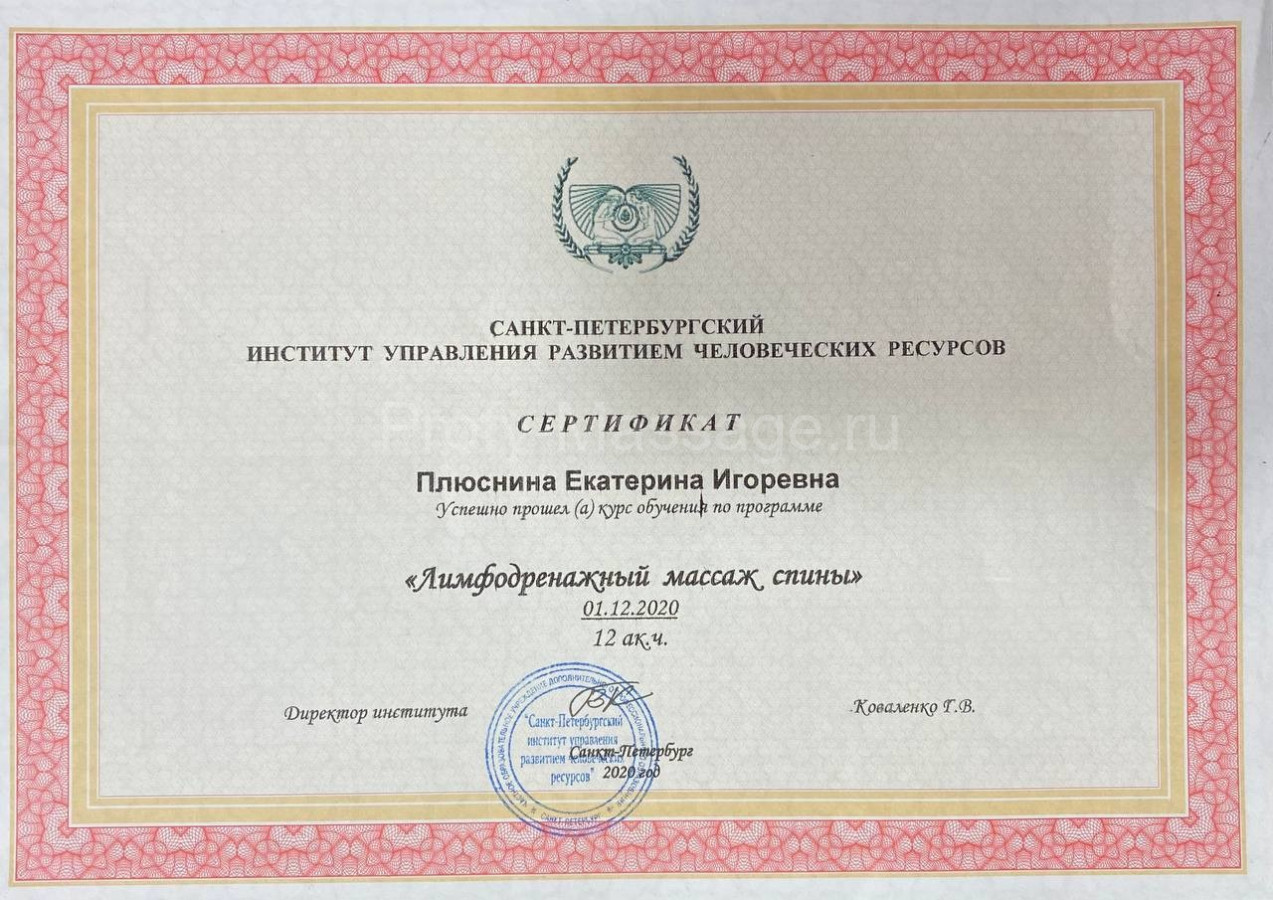 САНКТ-ПЕТЕРБУРГСКИЙ
ИНСТИТУТ УПРАВЛЕНИЯ РАЗВИТИЕМ ЧЕЛОВЕЧЕСКИХ РЕСУРСОВ
СЕРТИФИКАТ
Плюснина Екатерина Игоревна
Успешно прошел (а) курс обучения по программе
«Лимфодренажный массаж спины»
01.12.2020
12 ак.ч.
Директор института
Коваленко Г.В.
"Санкт-Петербургский
институт управления
развитием человеческих
ресурсов"
Санкт-Петербург
2020 год